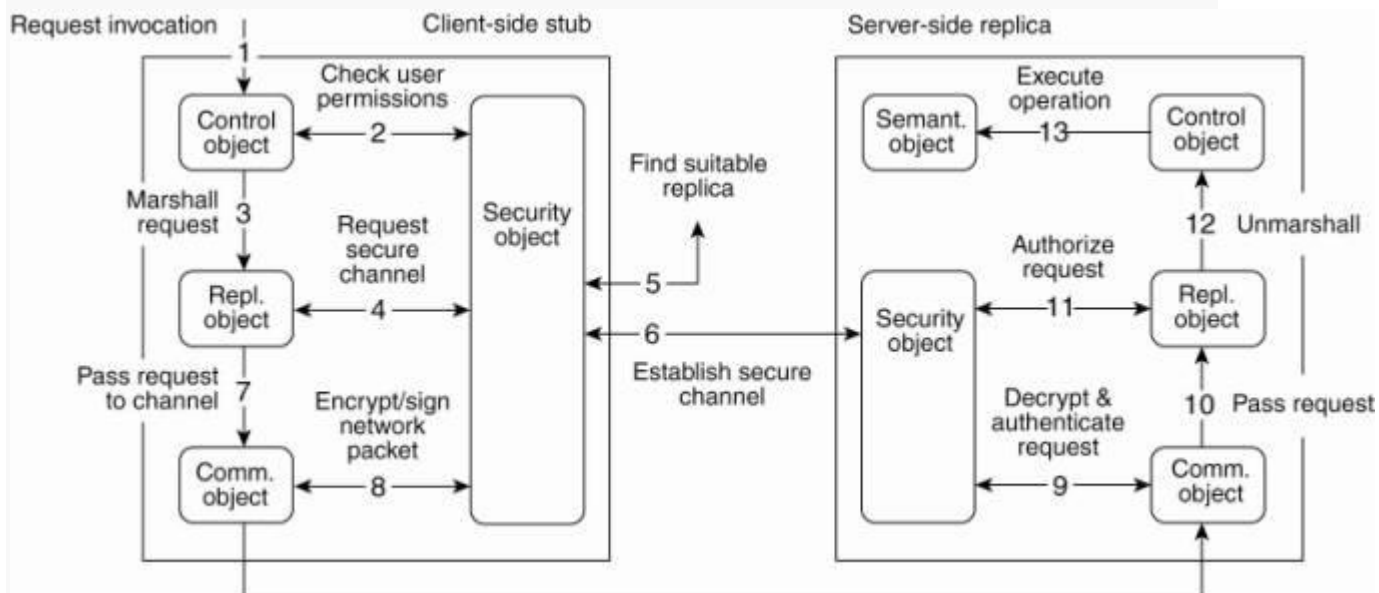 Request invocation
Client-side stub
Server-side replica
1
Check user
permissions
Control
object
2
Marshall
request
3
Request
secure
channel
Security
object
Repl.
object
4
Find suitable
replica
5
6
Establish secure
channel
Pass request
to channel
7
Encrypt/sign
network
packet
Comm.
object
8
Execute
operation
Semant.
object
13
Control
object
12
Unmarshall
Authorize
request
Security
object
11
Repl.
object
Decrypt &
authenticate
request
10
Pass request
9
Comm.
object